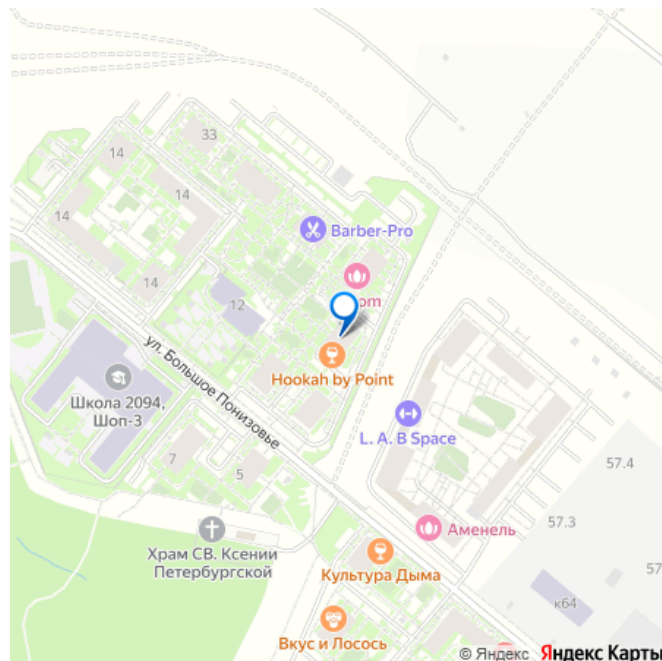 33
14
14
14
Barber-Pro
om
14
12
ул. Большое Понизовье
Hookah by Point
Школа 2094,
Шоп-3
L. A. B Space
7
5
57.4
57.3
Аменель
Храм СВ. Ксении
Петербургской
Культура Дыма
57
к64
Вкус и Лосось
© Яндекс Яндекс Карты